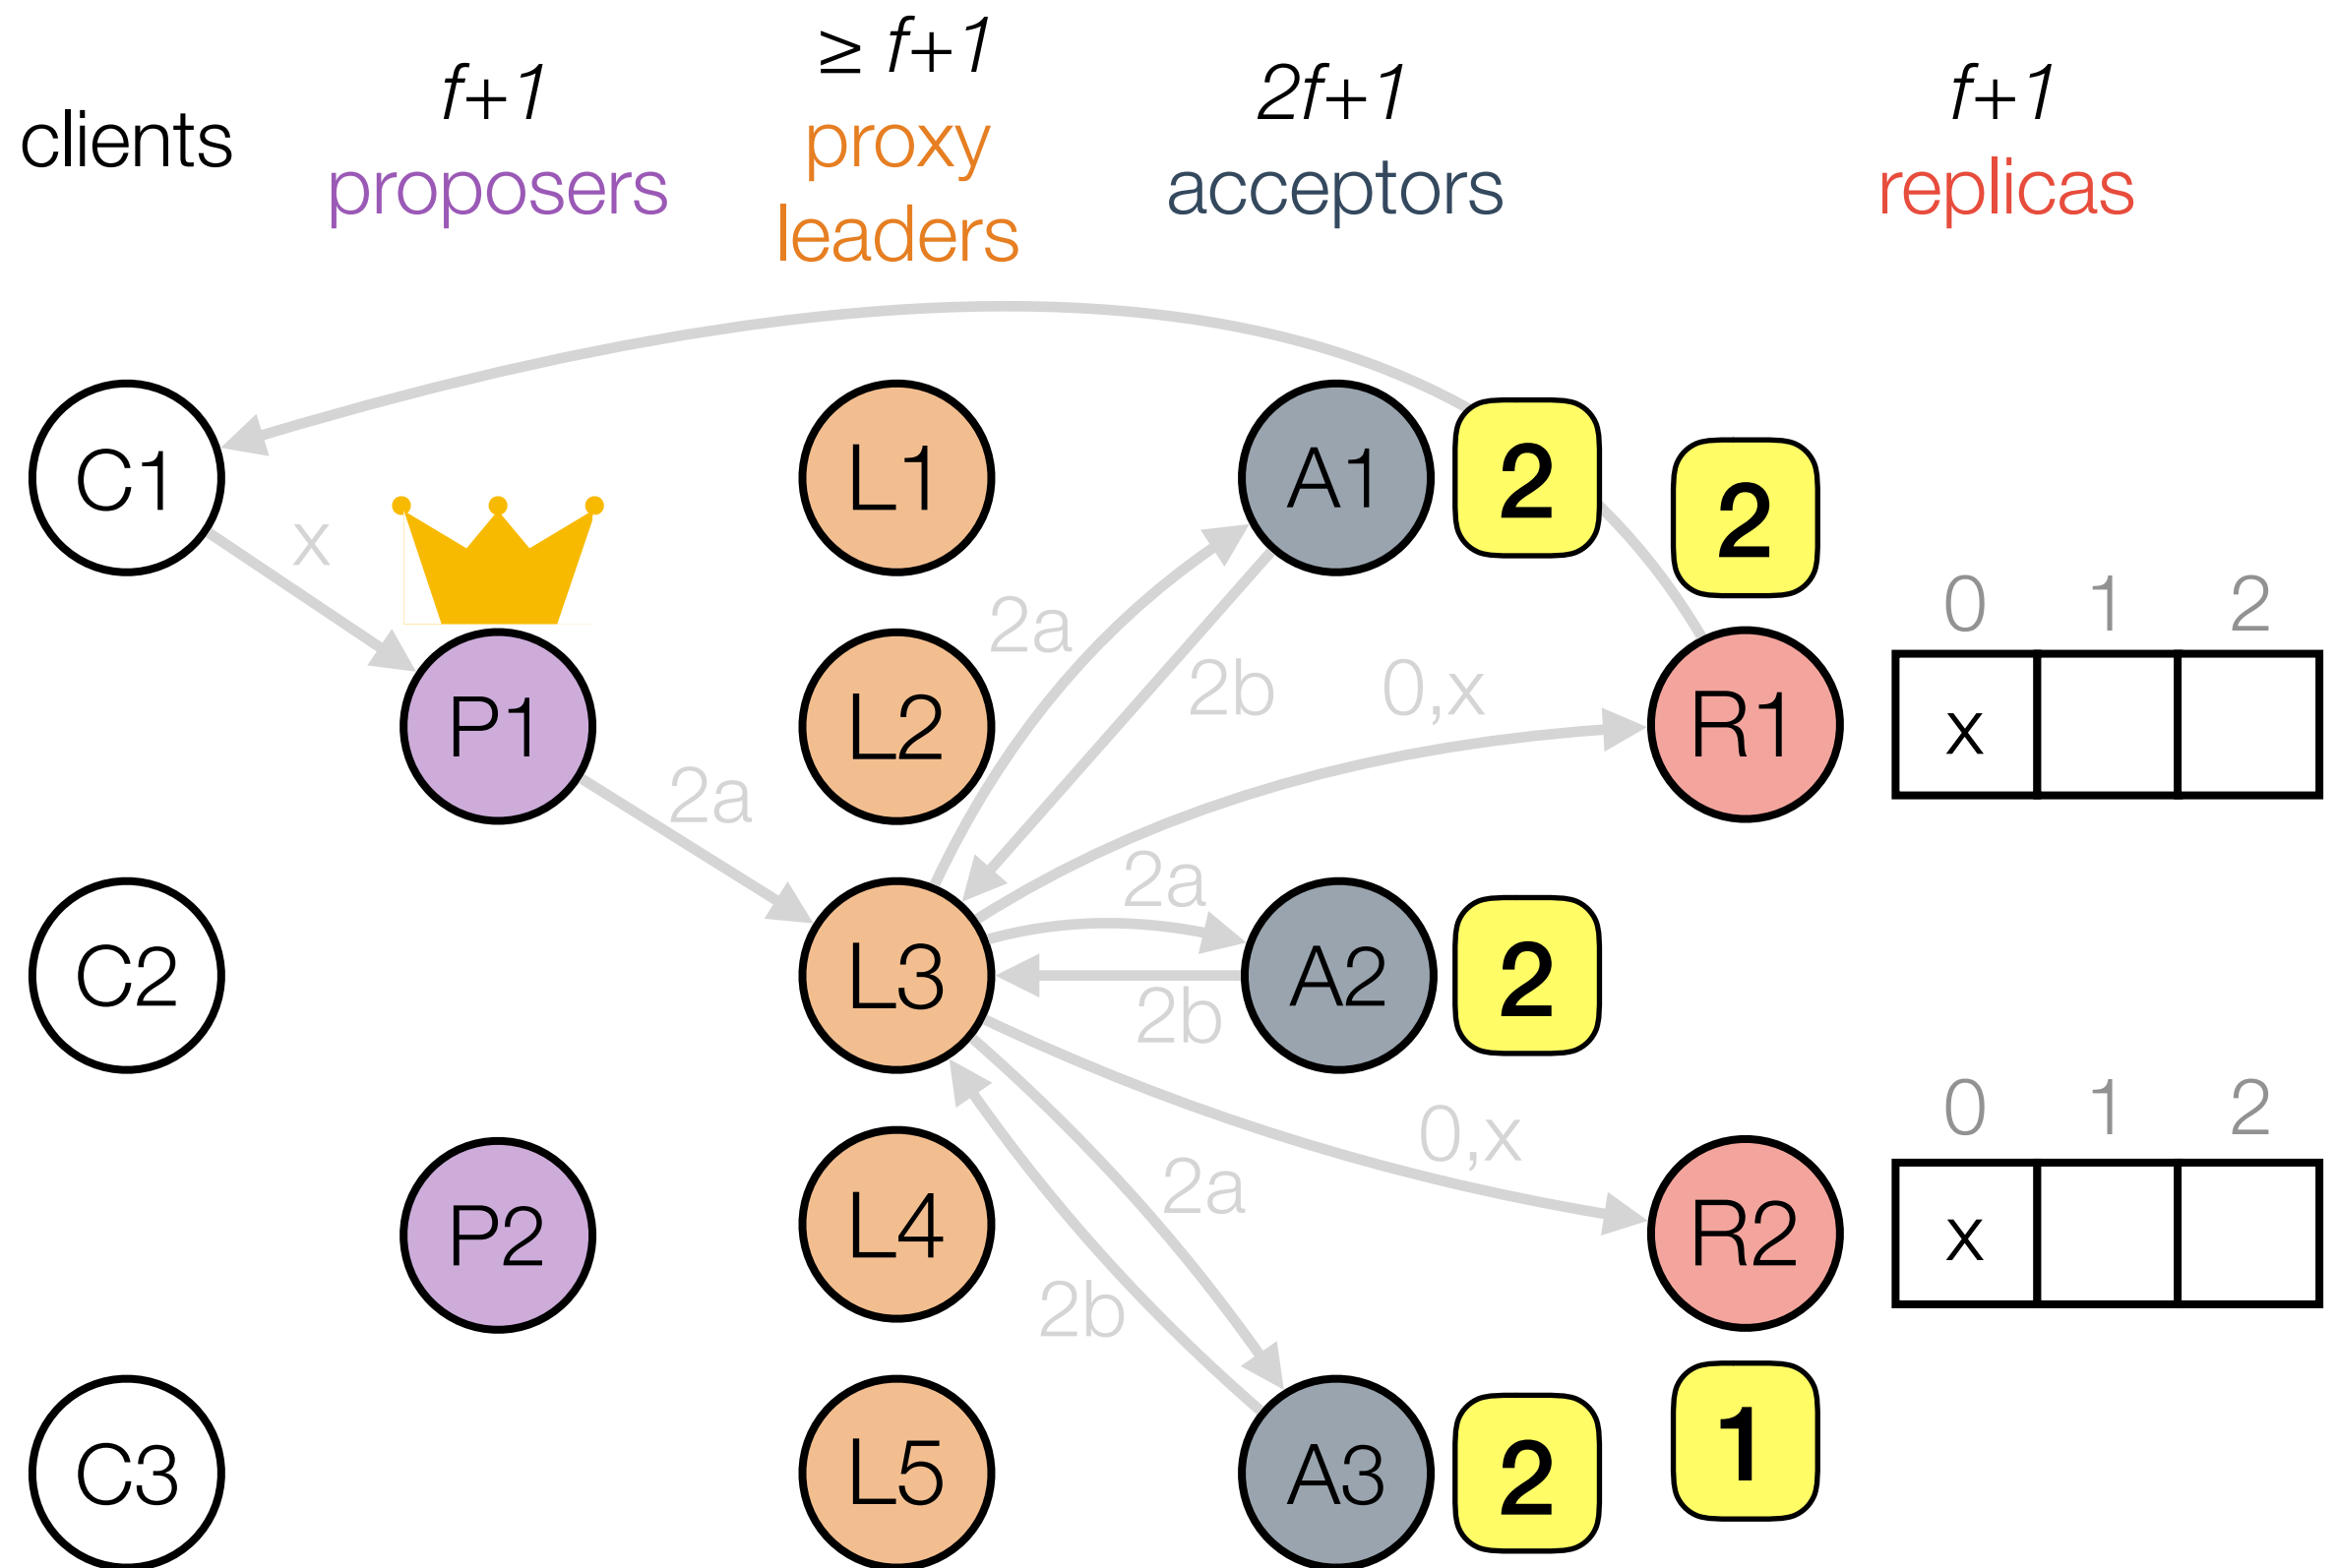 clients
f+1
proposers
≥ f+1
proxy
leaders
2f+1
acceptors
f+1
replicas
C1
x
L1
A1
2
2
0 1 2
2a
P1
L2
2b
0,x
R1
x
2a
2a
C2
L3
A2
2
2b
0 1 2
0,x
P2
L4
2a
R2
x
2b
C3
L5
A3
2
1